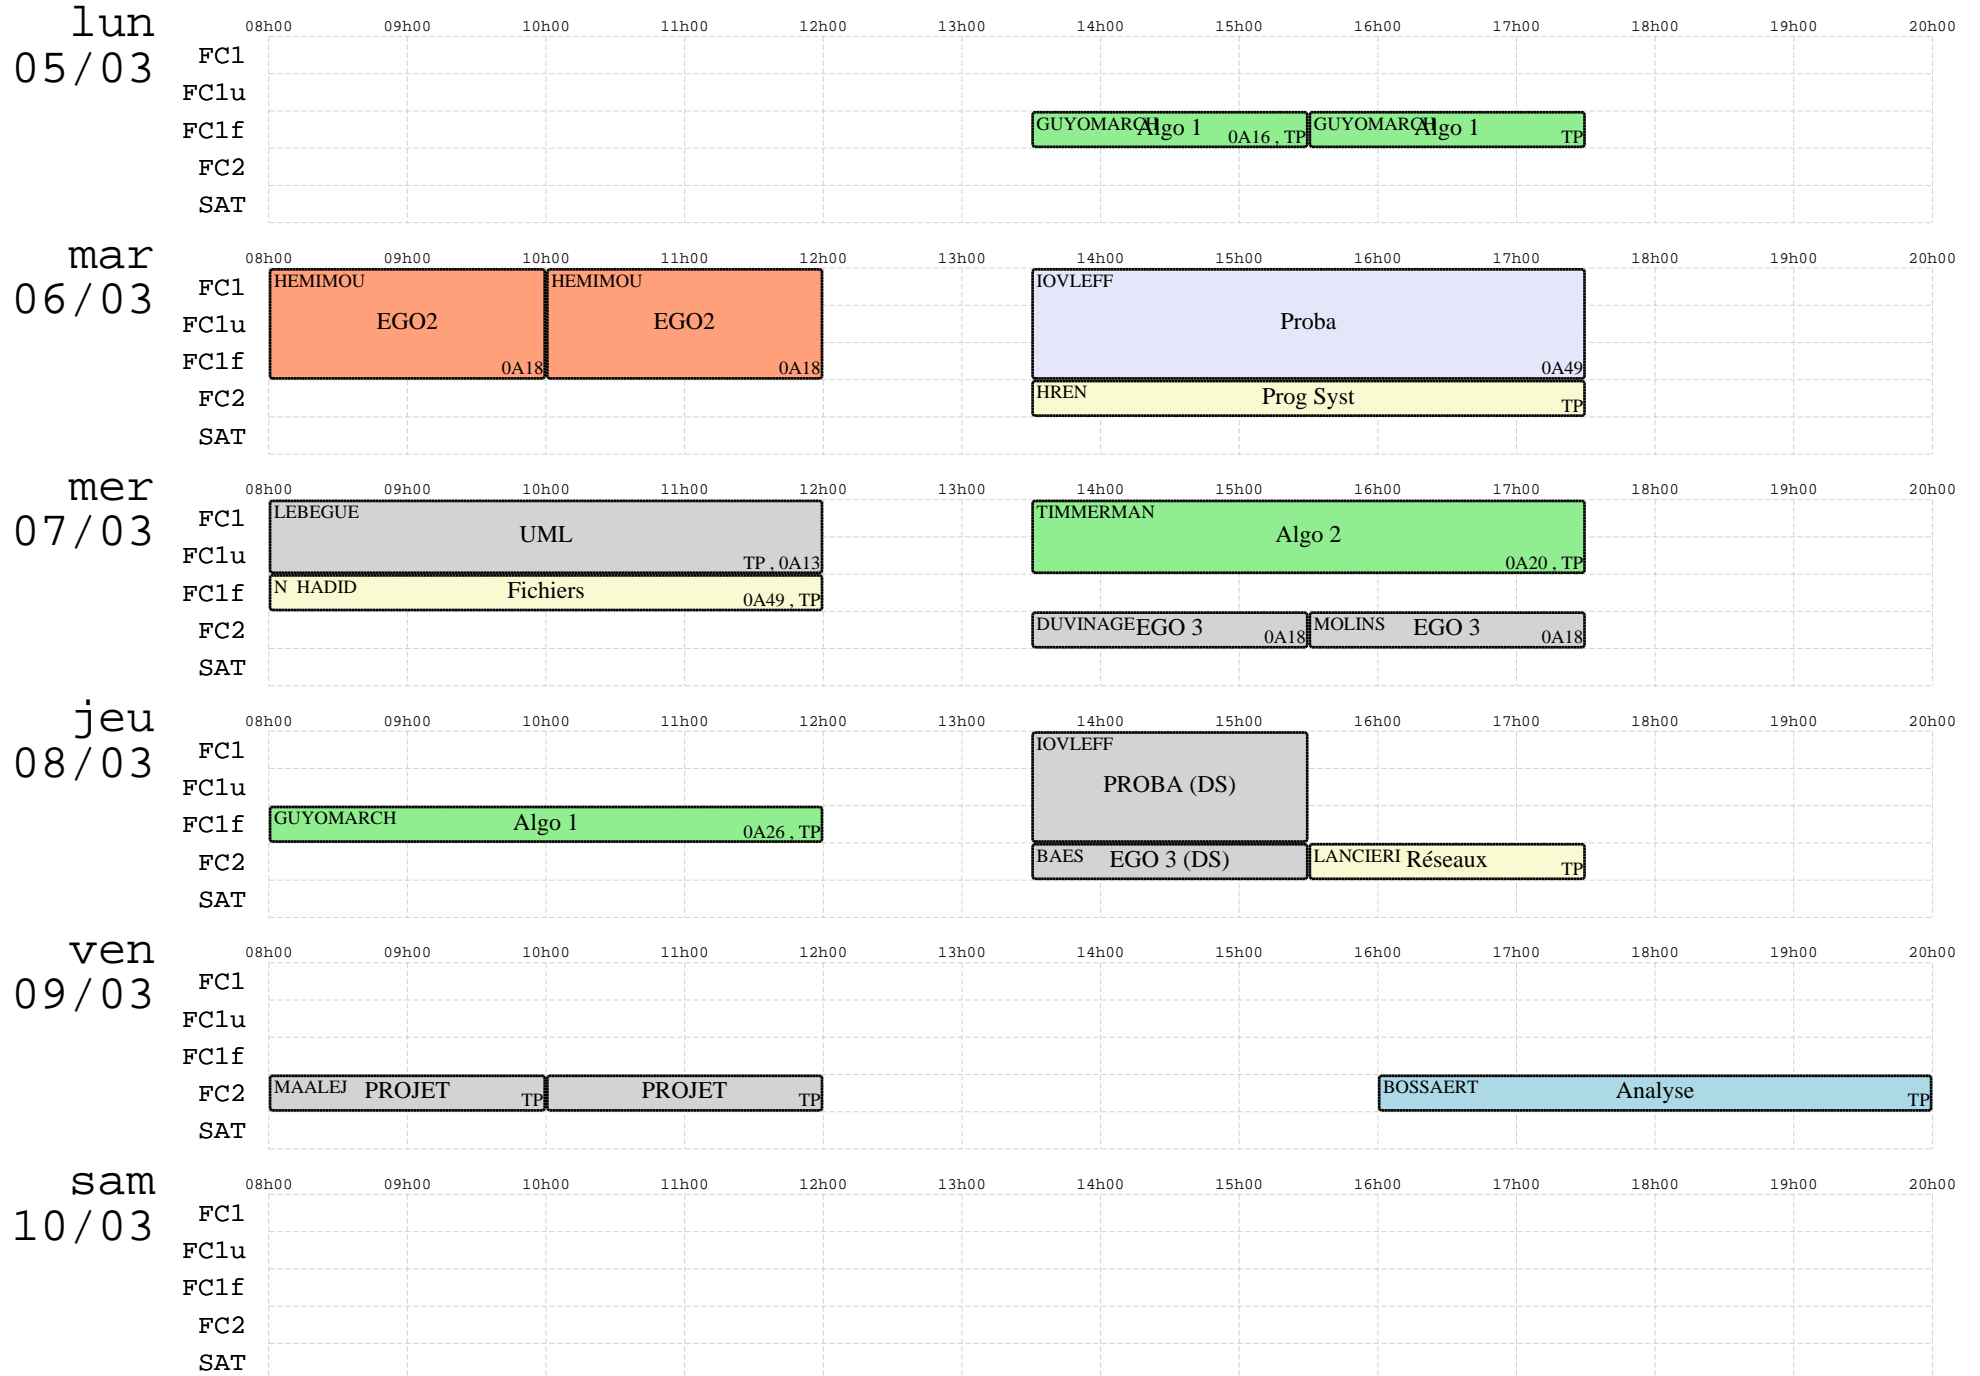 lun
05/03
08h00 09h00 10h00 11h00 12h00 13h00 14h00 15h00 16h00 17h00 18h00 19h00 20h00
FC1
FC1u
FC1f
GUYOMARCH Algo 1 0A16 , TP
GUYOMARCH Algo 1 TP
FC2
SAT
mar
06/03
08h00 09h00 10h00 11h00 12h00 13h00 14h00 15h00 16h00 17h00 18h00 19h00 20h00
FC1
FC1u
FC1f
HEMIMOU EGO2 0A18
HEMIMOU EGO2 0A18
IOVLEFF Proba 0A49
FC2
HREN Prog Syst TP
SAT
mer
07/03
08h00 09h00 10h00 11h00 12h00 13h00 14h00 15h00 16h00 17h00 18h00 19h00 20h00
FC1
FC1u
LEBEGUE UML TP , 0A13
TIMMERMAN Algo 2 0A20 , TP
FC1f
N HADID Fichiers 0A49 , TP
FC2
DUVINAGE EGO 3 0A18
MOLINS EGO 3 0A18
SAT
jeu
08/03
08h00 09h00 10h00 11h00 12h00 13h00 14h00 15h00 16h00 17h00 18h00 19h00 20h00
FC1
FC1u
FC1f
IOVLEFF PROBA (DS)
GUYOMARCH Algo 1 0A26 , TP
FC2
BAES EGO 3 (DS)
LANCIERI Réseaux TP
SAT
ven
09/03
08h00 09h00 10h00 11h00 12h00 13h00 14h00 15h00 16h00 17h00 18h00 19h00 20h00
FC1
FC1u
FC1f
FC2
MAALEJ PROJET TP
PROJET TP
BOSSAERT Analyse TP
SAT
sam
10/03
08h00 09h00 10h00 11h00 12h00 13h00 14h00 15h00 16h00 17h00 18h00 19h00 20h00
FC1
FC1u
FC1f
FC2
SAT